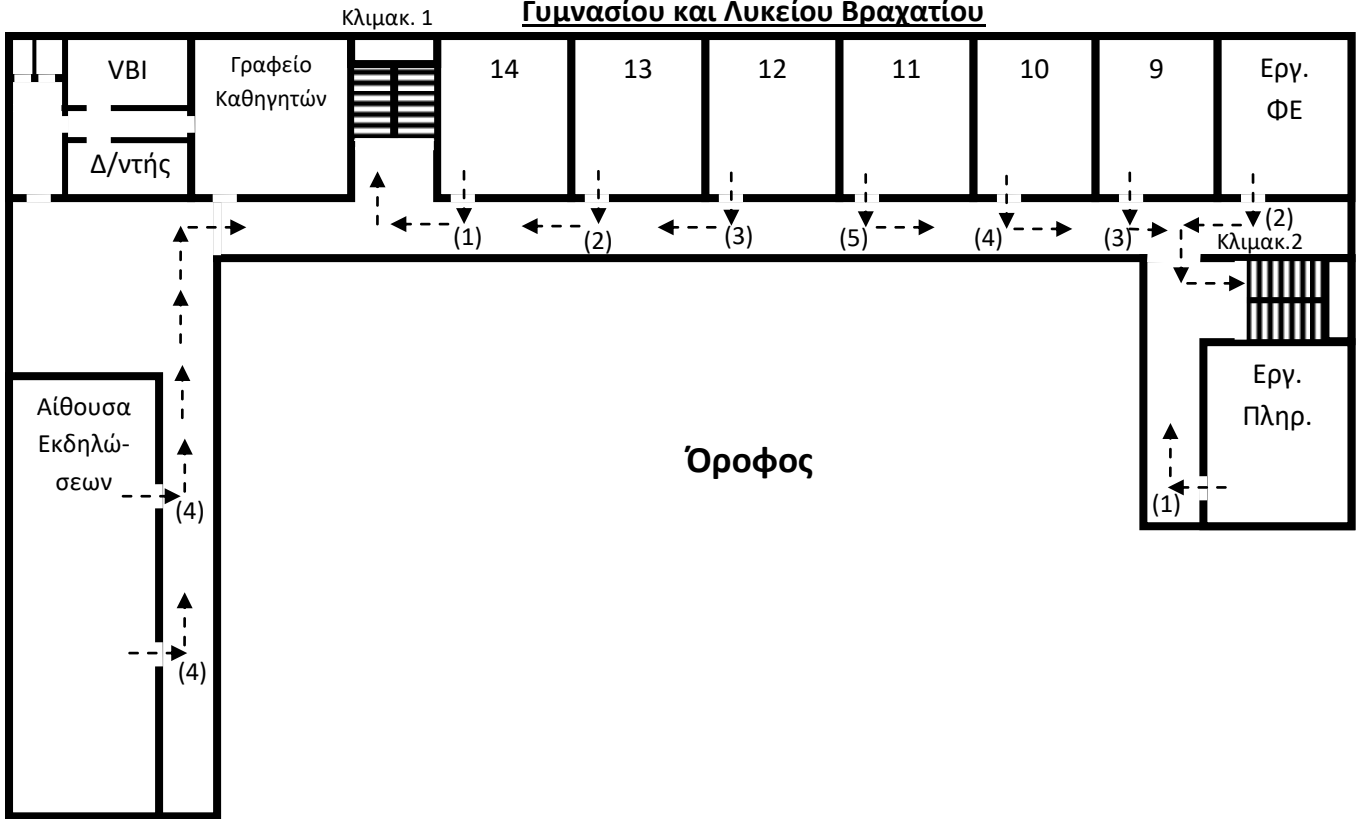 Γυμνασίου και Λυκείου Βραχατίου
Κλιμακ. 1
VBI
Γραφείο
Καθηγητών
14
13
12
11
10
9
Εργ.
ΦΕ
Δ/ντής
(1)
(2)
(3)
(5)
(4)
(3)
(2)
Κλιμακ.2
Αίθουσα
Εκδηλώ-
σεων
(4)
(4)
Όροφος
Εργ.
Πληρ.
(1)